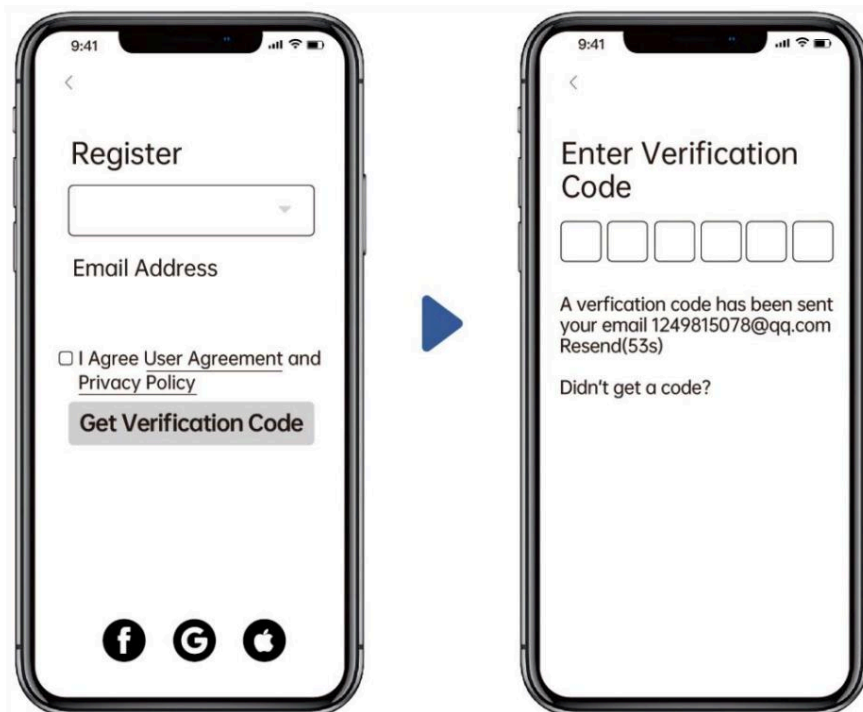 9:41
Register
Email Address
I Agree User Agreement and
Privacy Policy
Get Verification Code
9:41
Enter Verification
Code
A verfication code has been sent
your email 1249815078@qq.com
Resend(53s)
Didn't get a code?